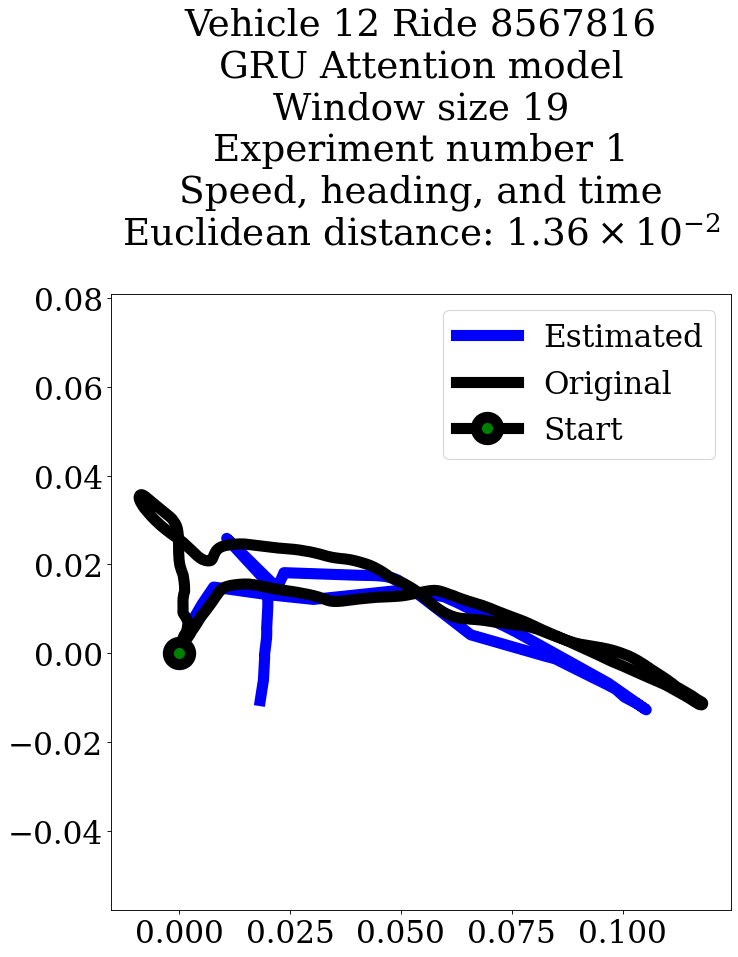 Vehicle 12 Ride 8567816
GRU Attention model
Window size 19
Experiment number 1
Speed, heading, and time
Euclidean distance: 1.36 × 10⁻²
0.08
0.06
0.04
0.02
0.00
−0.02
−0.04
Estimated
Original
Start
0.000 0.025 0.050 0.075 0.100